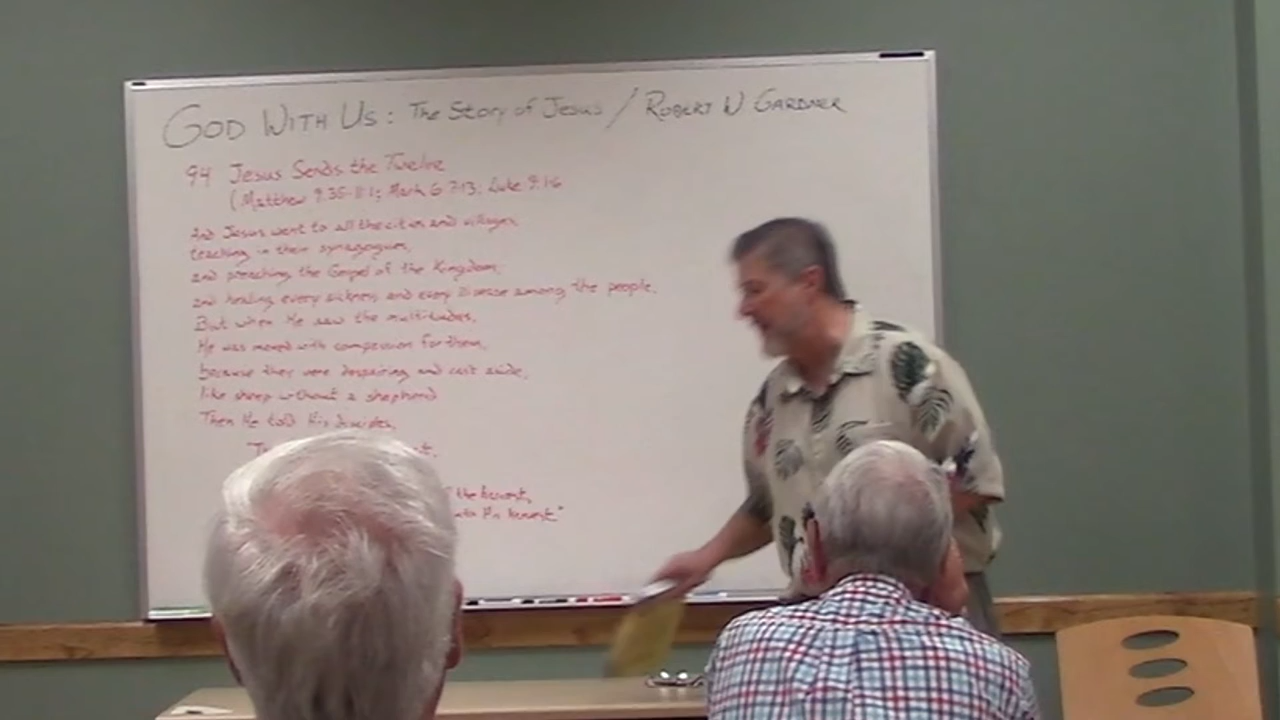 GOD WITH US: The Story of Jesus / ROBERT W GARDNER
94 Jesus Sends the Twelve
(Matthew 9:35-11:1; Mark 6:7-13; Luke 9:1-6
And Jesus went to all the cities and villages,
teaching in their synagogues,
and preaching the Gospel of the Kingdom,
and healing every sickness and every disease among the people.
But when He saw the multitudes,
He was moved with compassion for them,
because they were despairing and cast aside,
like sheep without a shepherd
Then He told His disciples,
the harvest,
His harvest."